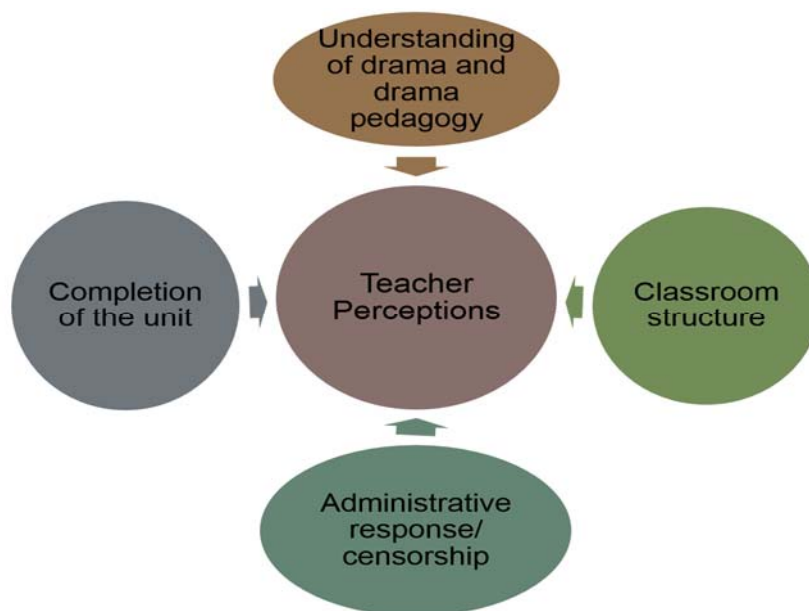 Understanding
of drama and
drama
pedagogy
Completion
of the unit
Teacher
Perceptions
Classroom
structure
Administrative
response/
censorship